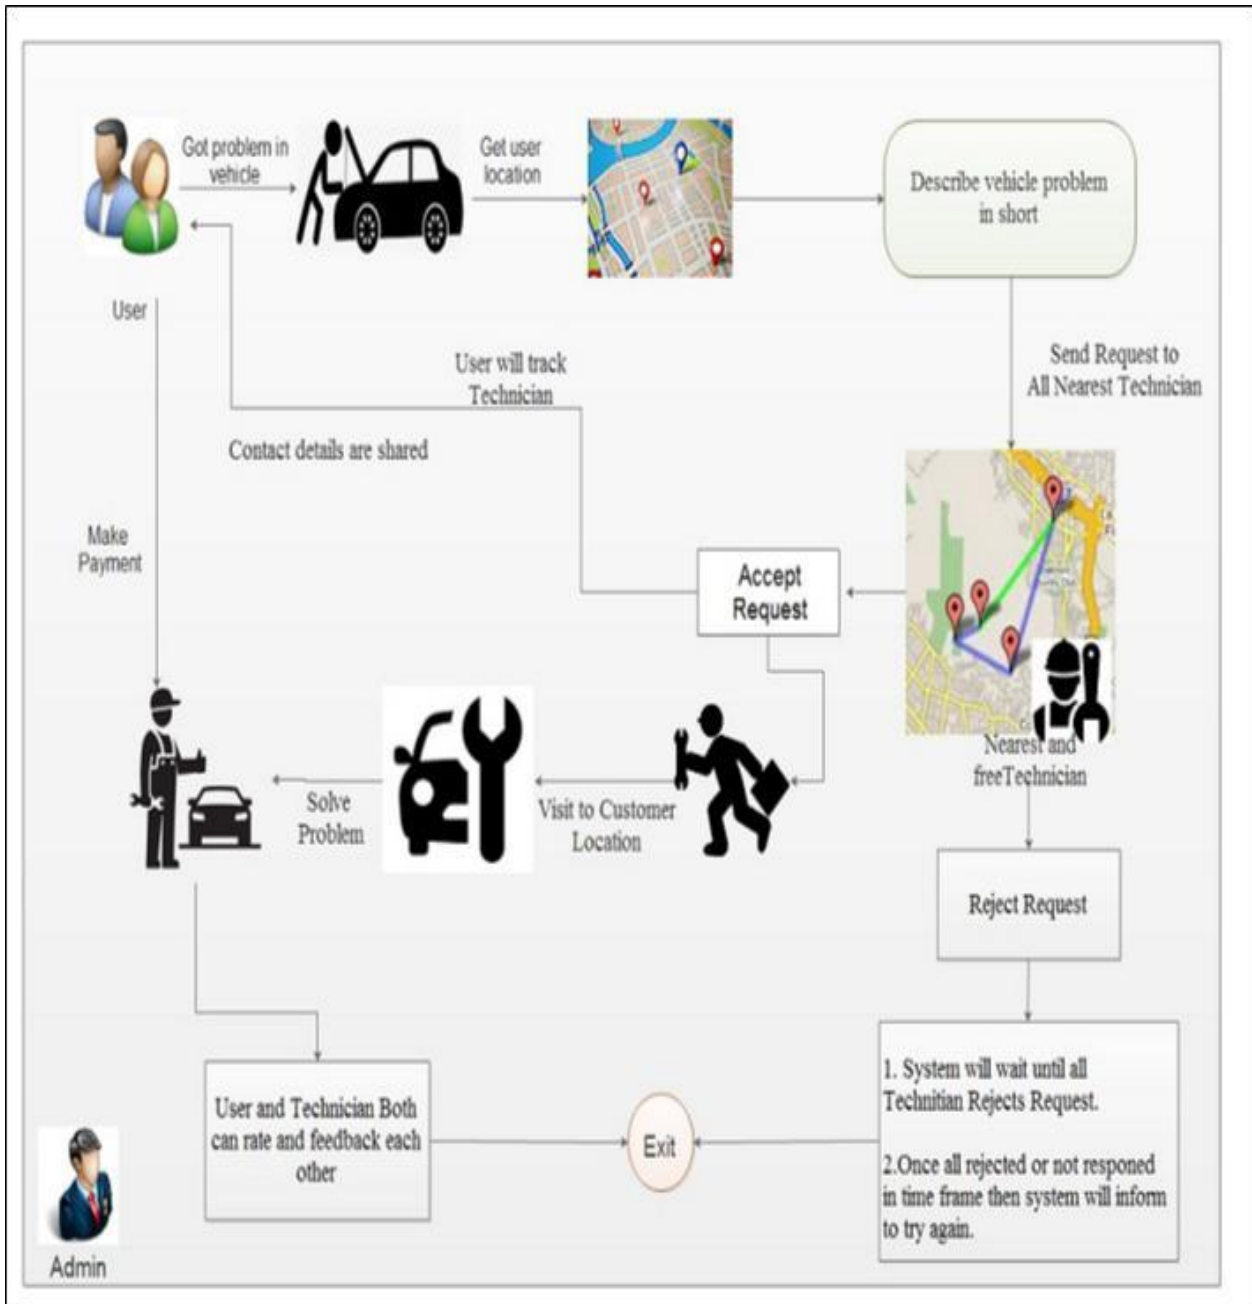 Got problem in
vehicle
Get user
location
Describe vehicle problem
in short
User
User will track
Technician
Send Request to
All Nearest Technician
Contact details are shared
Make
Payment
Accept
Request
Nearest and
freeTechnician
Solve
Problem
Visit to Customer
Location
Reject Request
User and Technician Both
can rate and feedback each
other
Exit
1. System will wait until all
Technitian Rejects Request.
2.Once all rejected or not responed
in time frame then system will inform
to try again.
Admin